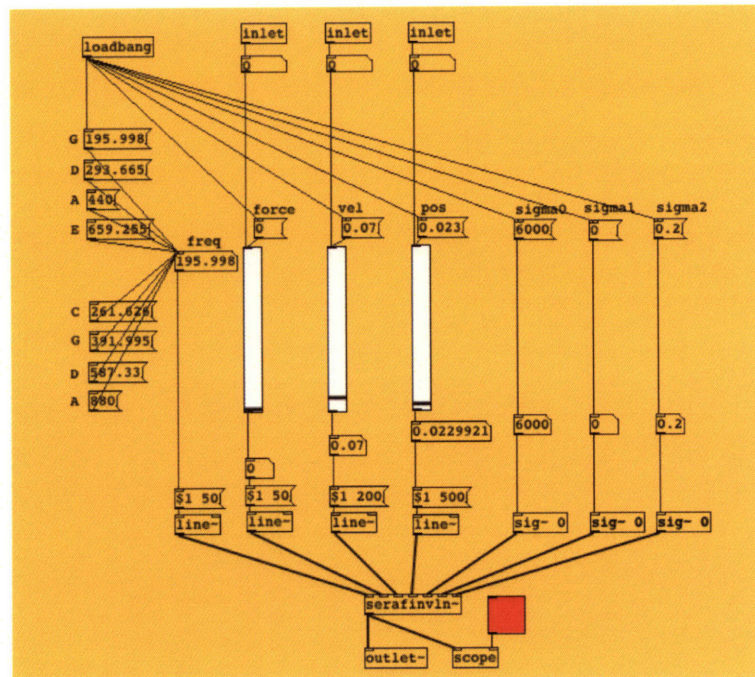 inlet inlet inlet
loadbang
0 0 0
G 195.998
D 293.665
A 440
force vel pos sigma0 sigma1 sigma2
E 659.255 0 0.07 0.023 6000 0 0.2
freq
195.998
C 261.626
G 391.995
D 587.33
A 880
0.0229921 6000 0 0.2
0.07
0
$1 50 $1 50 $1 200 $1 500
line~ line~ line~ line~ sig~ 0 sig~ 0 sig~ 0
serafinvln~
outlet~ scope